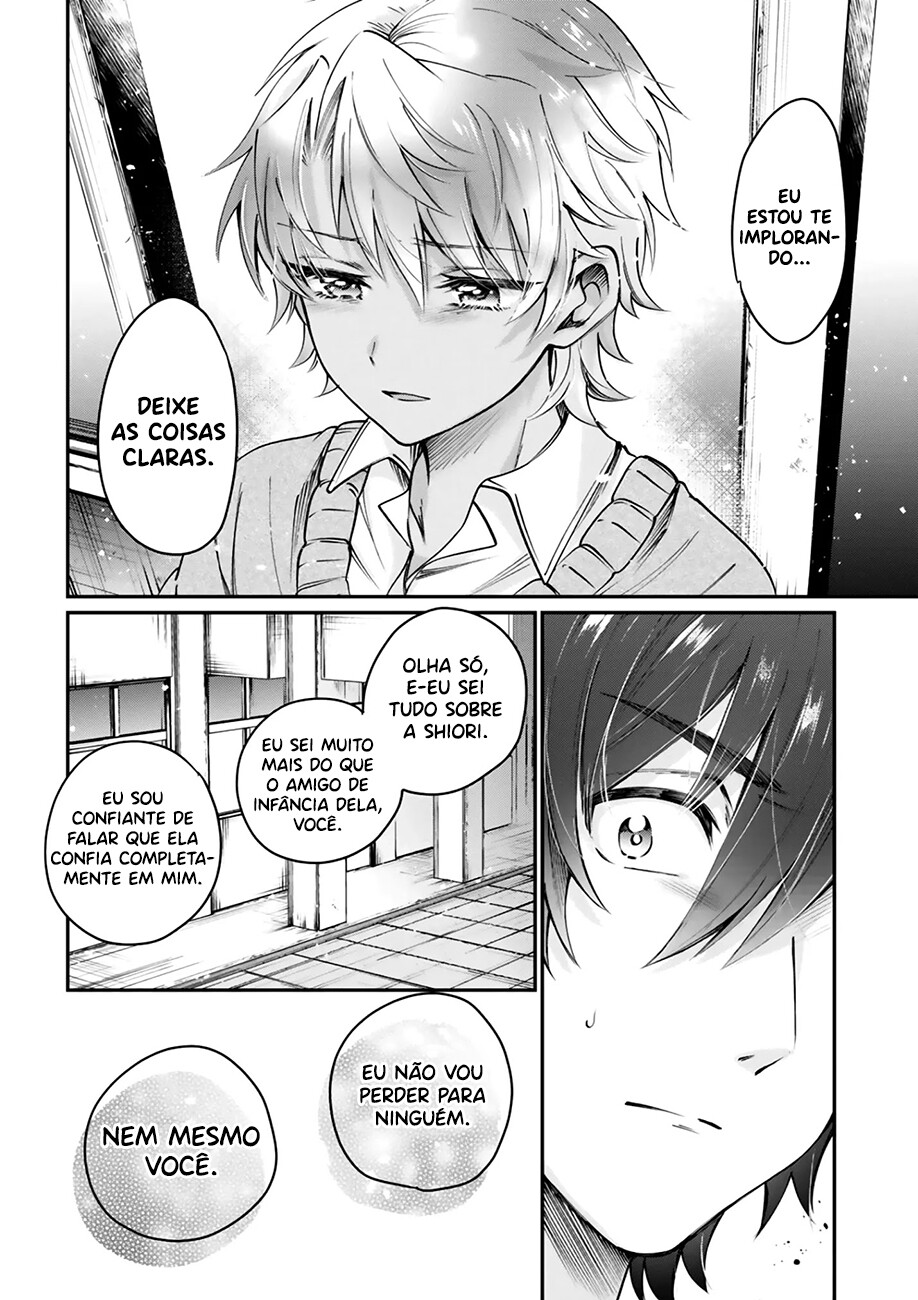 EU
ESTOU TE
IMPLORAN-
DO...
DEIXE
AS COISAS
CLARAS.
OLHA SÓ,
E-EU SEI
TUDO SOBRE
A SHIORI.
EU SEI MUITO
MAIS DO QUE
O AMIGO DE
INFÂNCIA DELA,
VOCÊ.
EU SOU
CONFIANTE DE
FALAR QUE ELA
CONFIA COMPLETA-
MENTE EM MIM.
EU NÃO VOU
PERDER PARA
NINGUÉM.
NEM MESMO
VOCÊ.